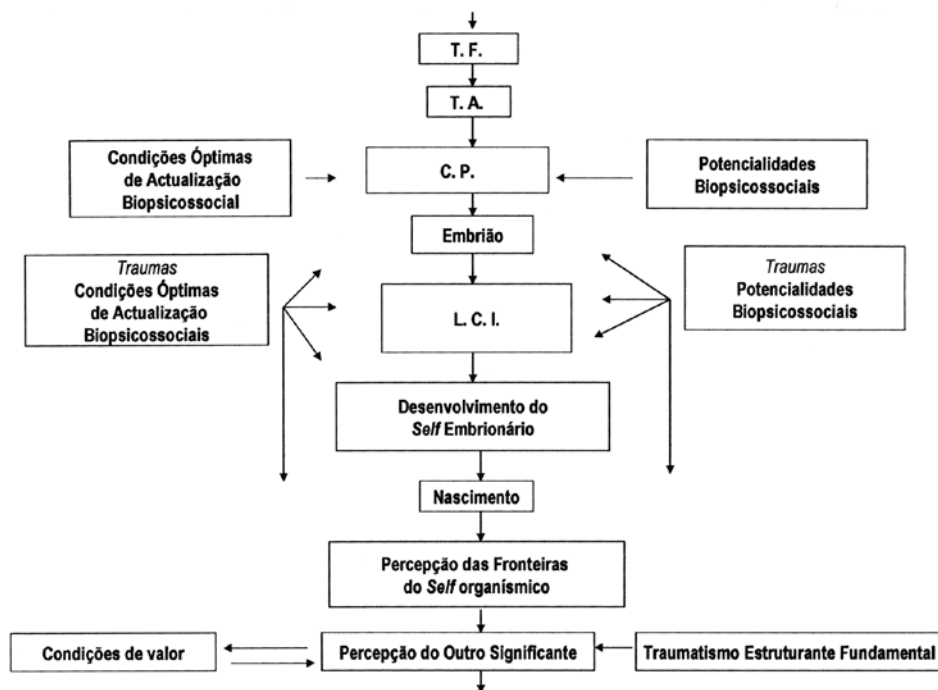 T. F.
T. A.
Condições Óptimas
de Actualização
Biopsicossocial
C. P.
Potencialidades
Biopsicossociais
Embrião
Traumas
Condições Óptimas
de Actualização
Biopsicossociais
L. C. I.
Traumas
Potencialidades
Biopsicossociais
Desenvolvimento do
Self Embrionário
Nascimento
Percepção das Fronteiras
do Self organísmico
Condições de valor
Percepção do Outro Significante
Traumatismo Estruturante Fundamental